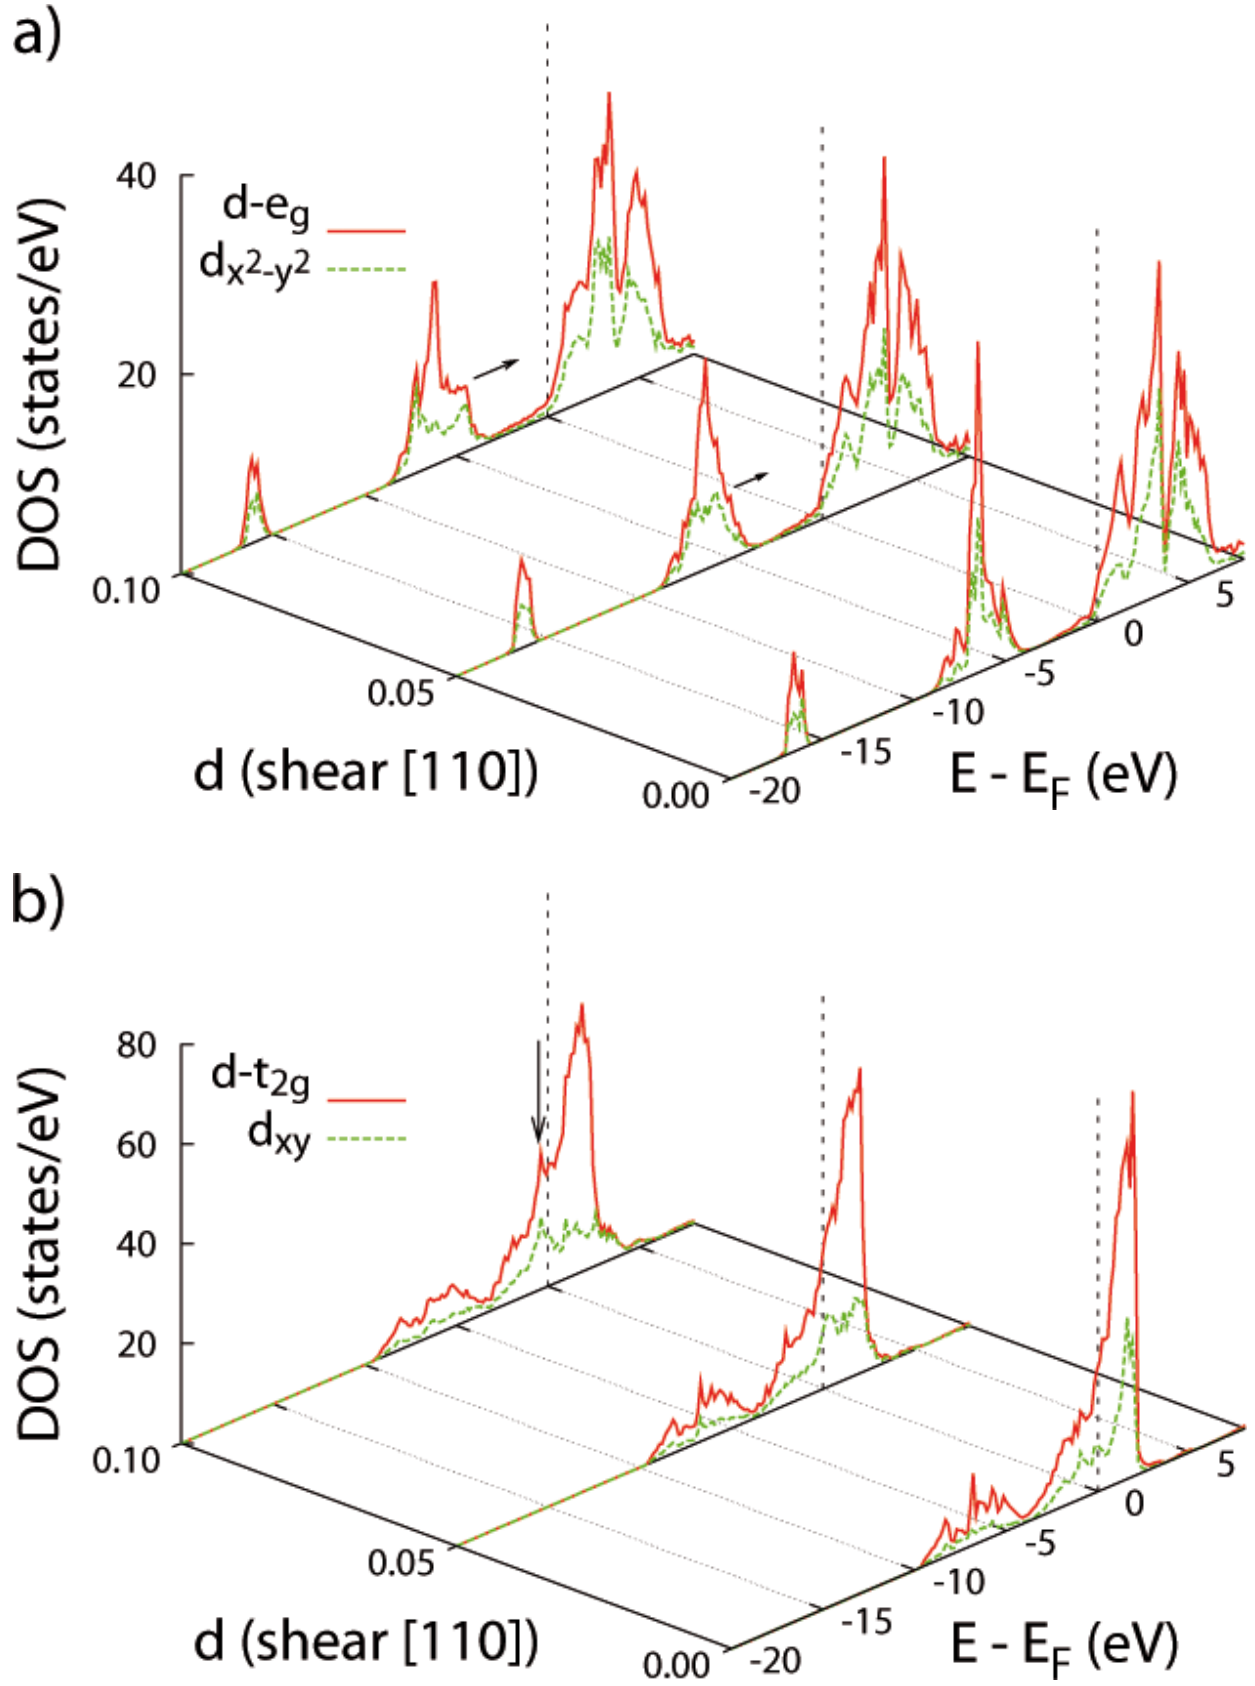 a)
40
d-eg
dx2-y2
20
DOS (states/eV)
0.10
5
0
0.05
-5
-10
d (shear [110])
-15
E - EF (eV)
0.00
-20
b)
80
d-t2g
60
dxy
40
DOS (states/eV)
20
0.10
5
0
0.05
-5
-10
d (shear [110])
-15
E - EF (eV)
0.00
-20